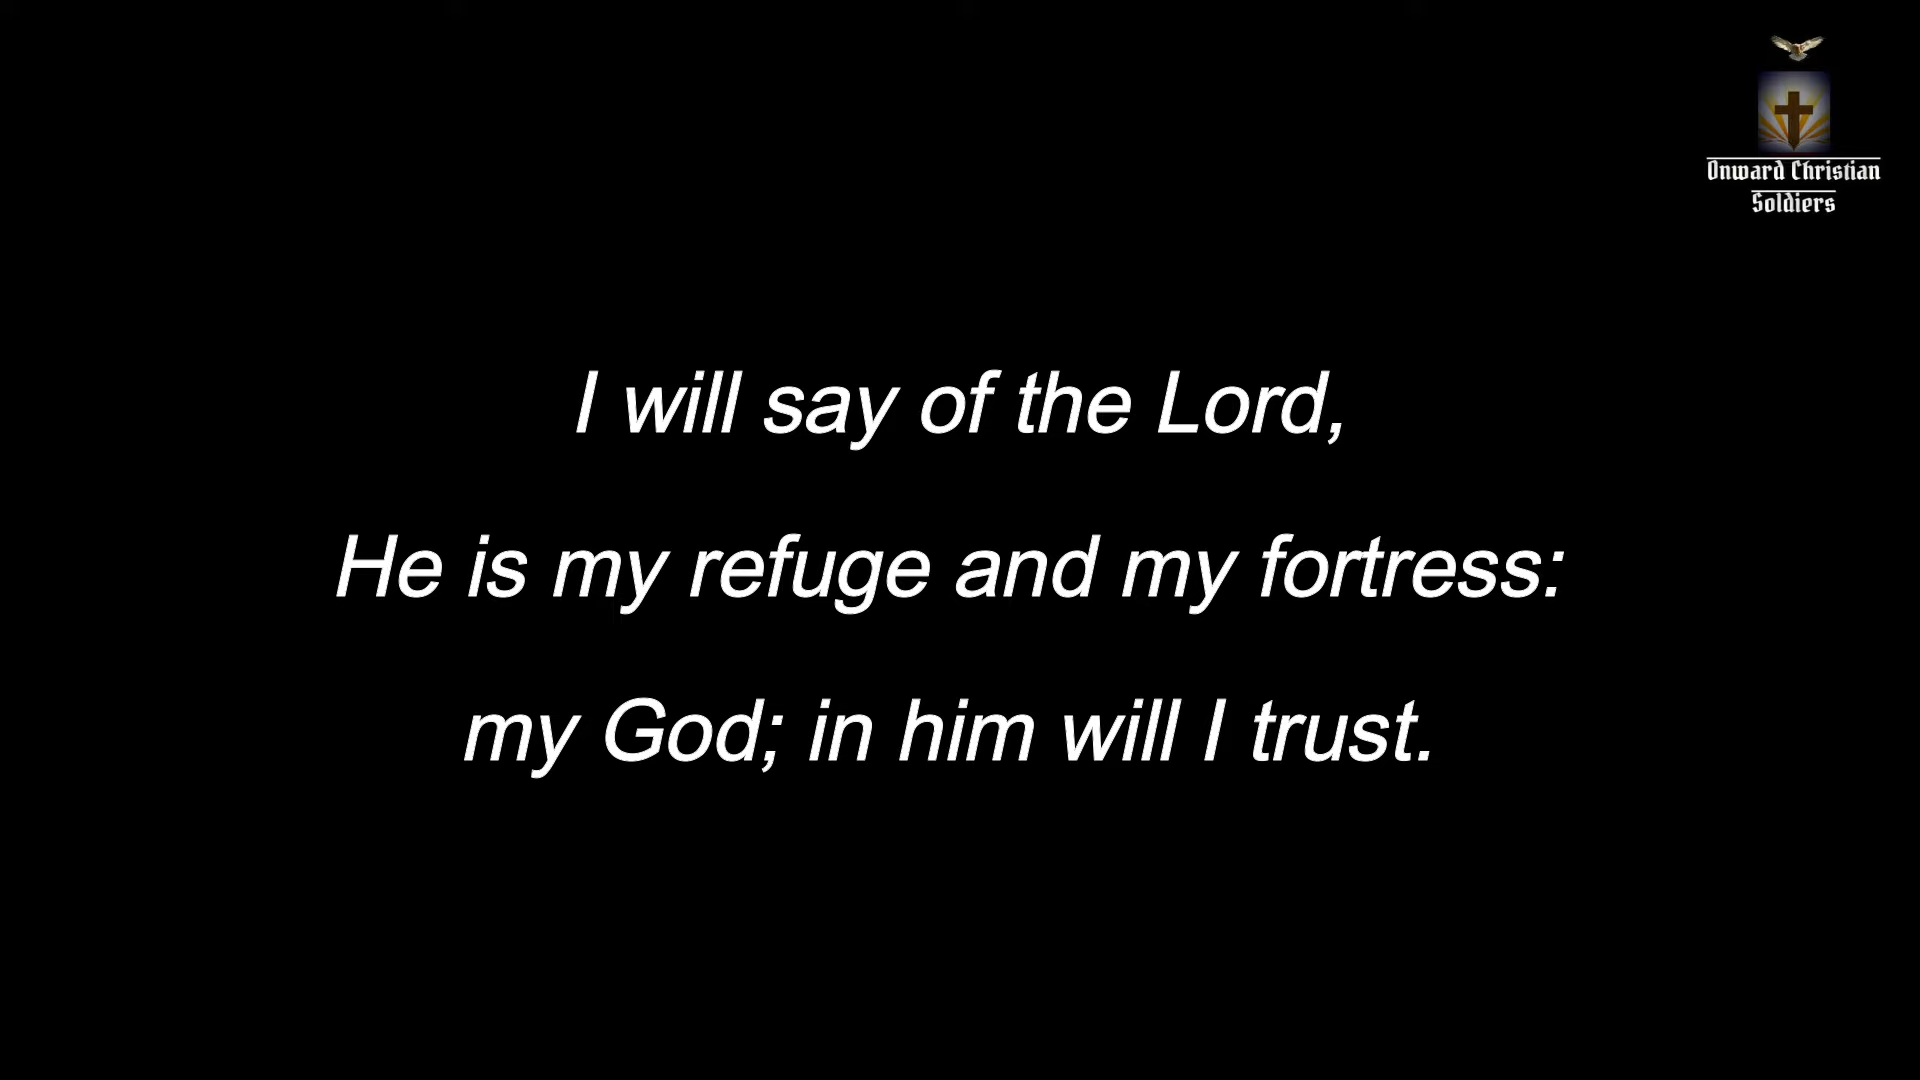 Onward Christian
Soldiers
I will say of the Lord,
He is my refuge and my fortress:
my God; in him will I trust.